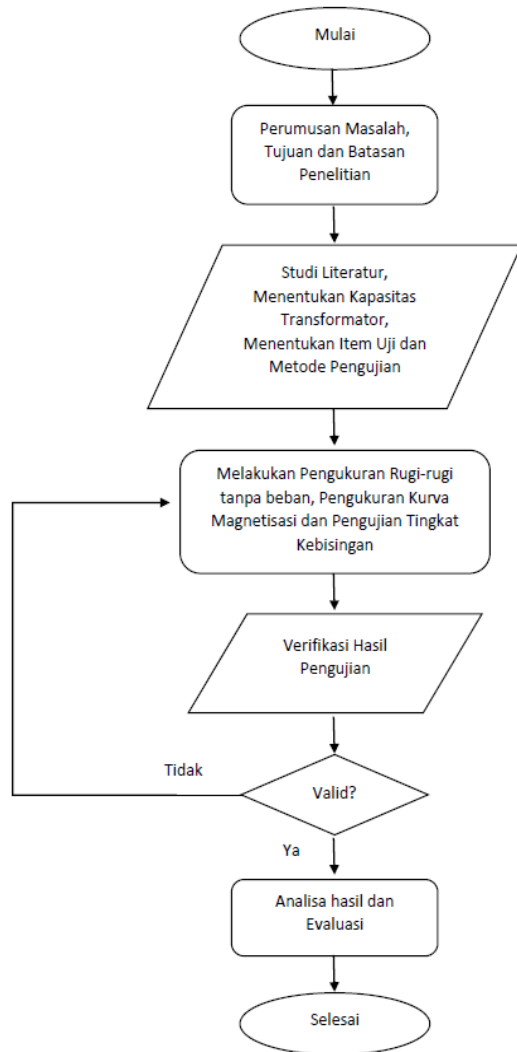 Mulai
Perumusan Masalah,
Tujuan dan Batasan
Penelitian
Studi Literatur,
Menentukan Kapasitas
Transformator,
Menentukan Item Uji dan
Metode Pengujian
Melakukan Pengukuran Rugi-rugi
tanpa beban, Pengukuran Kurva
Magnetisasi dan Pengujian Tingkat
Kebisingan
Verifikasi Hasil
Pengujian
Tidak
Valid?
Ya
Analisa hasil dan
Evaluasi
Selesai